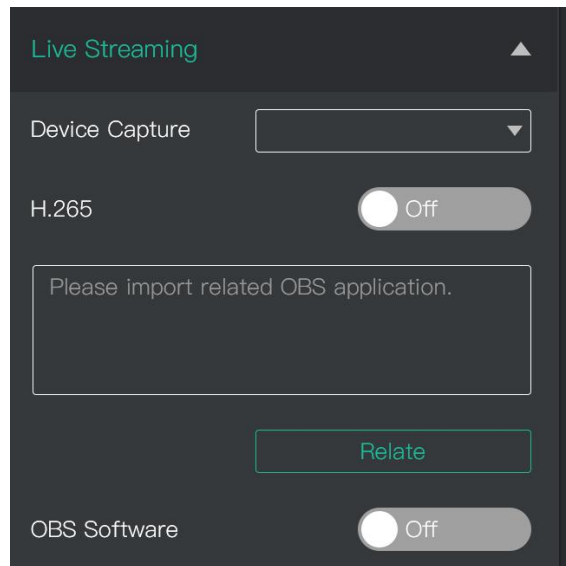 Live Streaming
Device Capture
H.265
Off
Please import related OBS application.
Relate
OBS Software
Off